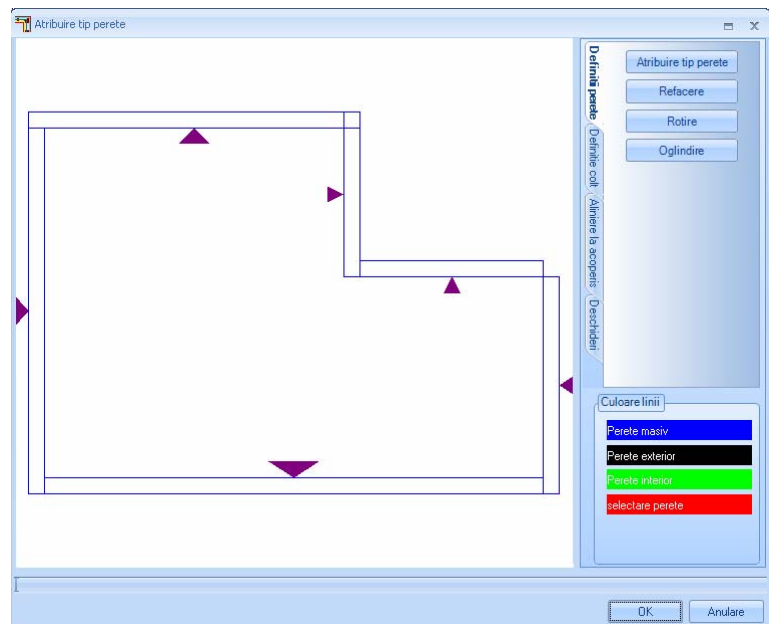 Atribuire tip perete
Definitii perete
Definitie colt
Aliniere la acoperis
Deschideri
Atribuire tip perete
Refacere
Rotire
Oglindire
Culoare linii
Perete masiv
Perete exterior
Perete interior
selectare perete
OK
Anulare